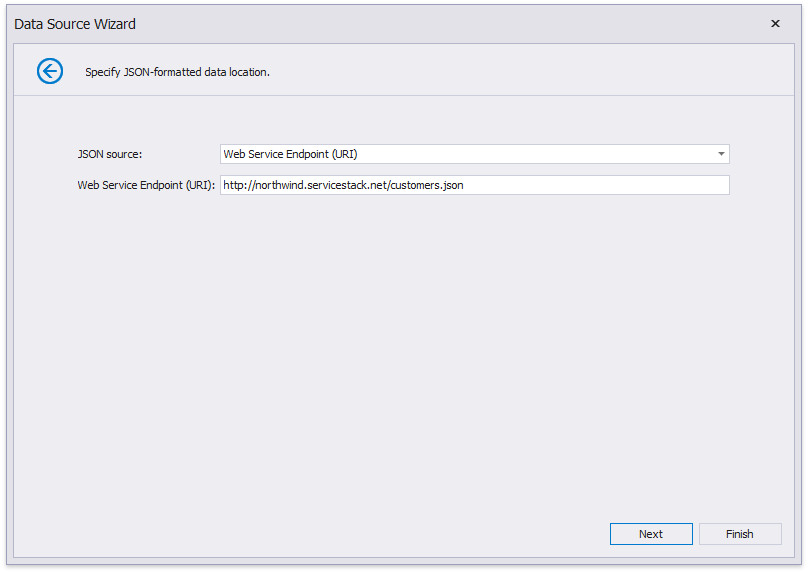 Data Source Wizard
Specify JSON-formatted data location.
JSON source: Web Service Endpoint (URI)
Web Service Endpoint (URI): http://northwind.servicestack.net/customers.json
Next Finish